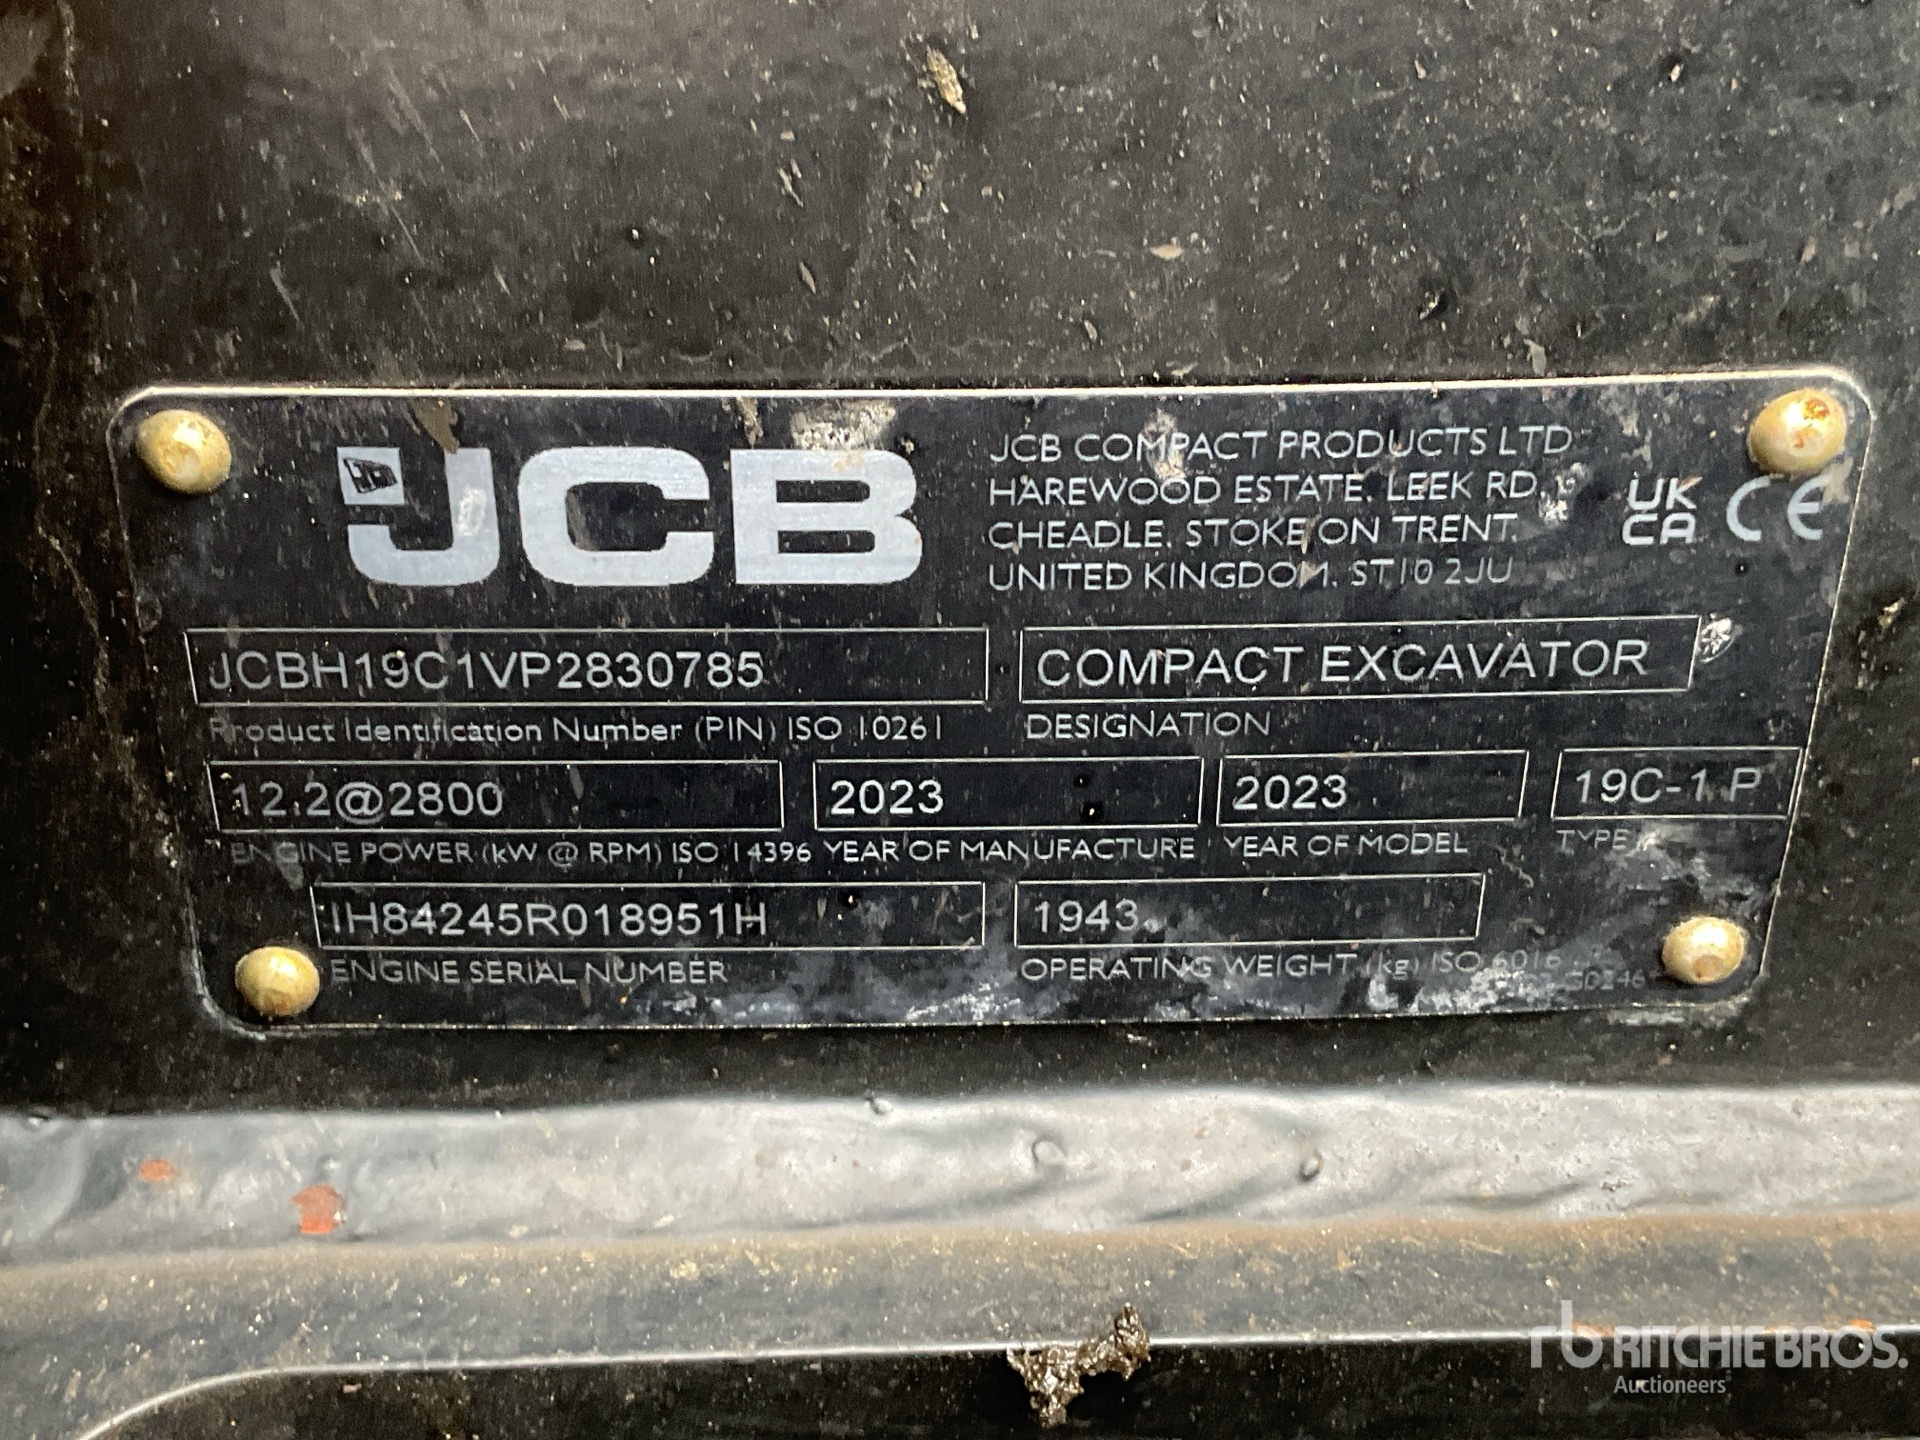 JCB
JCB COMPACT PRODUCTS LTD
HAREWOOD ESTATE, LEEK RD,
CHEADLE, STOKE ON TRENT,
UNITED KINGDOM, ST10 2JU
UK
CA CE
JCBH19C1VP2830785
Product Identification Number (PIN) ISO 10261
COMPACT EXCAVATOR
DESIGNATION
12.2@2800
ENGINE POWER (kW @ RPM) ISO 14396
2023
YEAR OF MANUFACTURE
2023
YEAR OF MODEL
19C-1 P
TYPE
IH84245R018951H
ENGINE SERIAL NUMBER
1943
OPERATING WEIGHT (kg) ISO 6016
rb RITCHIE BROS.
Auctioneers